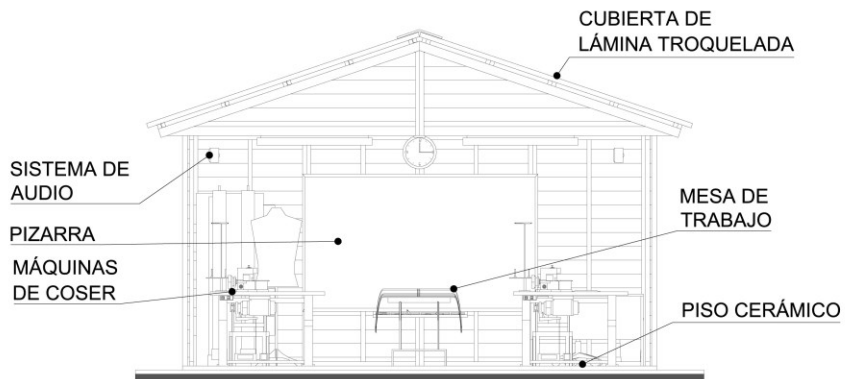 CUBIERTA DE
LÁMINA TROQUELADA
SISTEMA DE
AUDIO
PIZARRA
MÁQUINAS
DE COSER
MESA DE
TRABAJO
PISO CERÁMICO